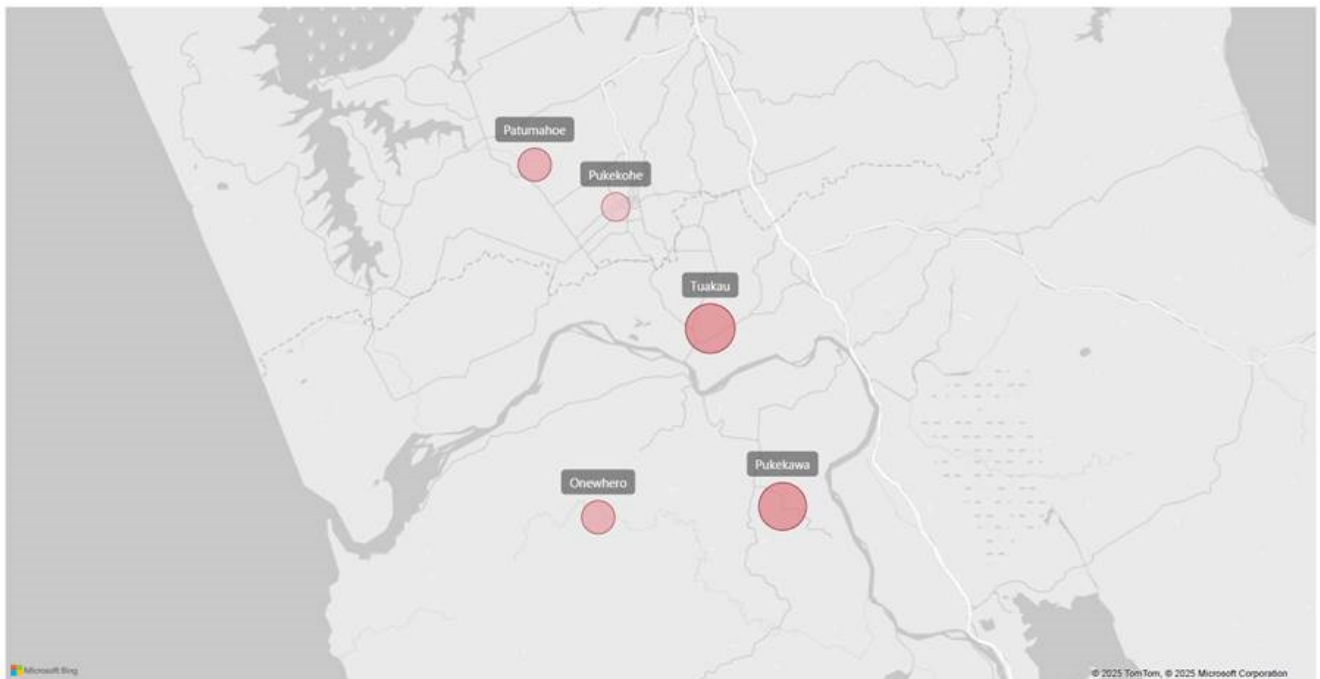 Patumahoe
Pukekohe
Tuakau
Pukekawa
Onewhero
Microsoft Bing
© 2025 TomTom, © 2025 Microsoft Corporation